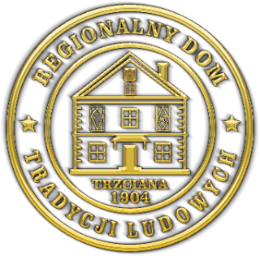 REGIONALNY DOM
TRZCIANA
1904
TRADYCJI LUDOWYCH